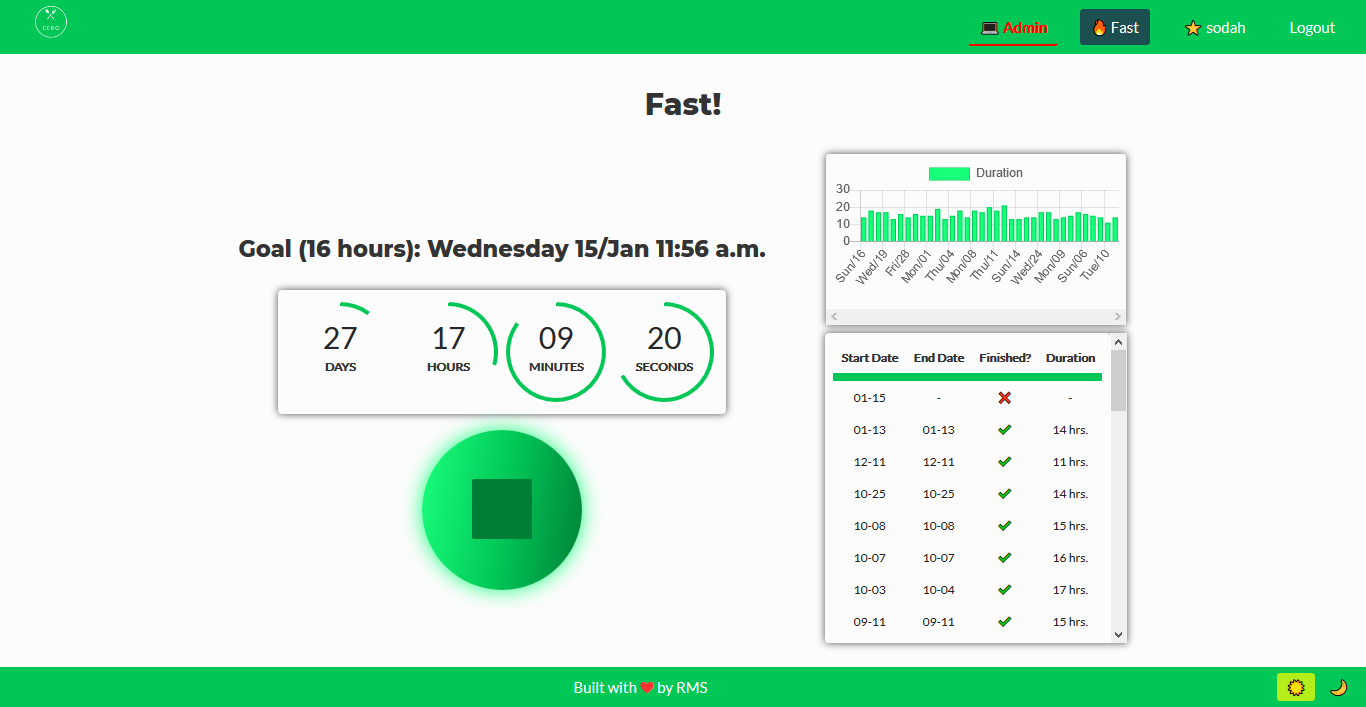 CERO
Admin
Fast
sodah
Logout
Fast!
Goal (16 hours): Wednesday 15/Jan 11:56 a.m.
27 17 09 20
DAYS HOURS MINUTES SECONDS
Duration
30
20
10
0
Sun/16 Wed/19 Fri/28 Mon/01 Thu/04 Mon/08 Thu/11 Sun/14 Wed/24 Mon/09 Sun/06 Tue/10
Start Date End Date Finished? Duration
01-15 - ❌ -
01-13 01-13 ✔ 14 hrs.
12-11 12-11 ✔ 11 hrs.
10-25 10-25 ✔ 14 hrs.
10-08 10-08 ✔ 15 hrs.
10-07 10-07 ✔ 16 hrs.
10-03 10-04 ✔ 17 hrs.
09-11 09-11 ✔ 15 hrs.
Built with ❤ by RMS